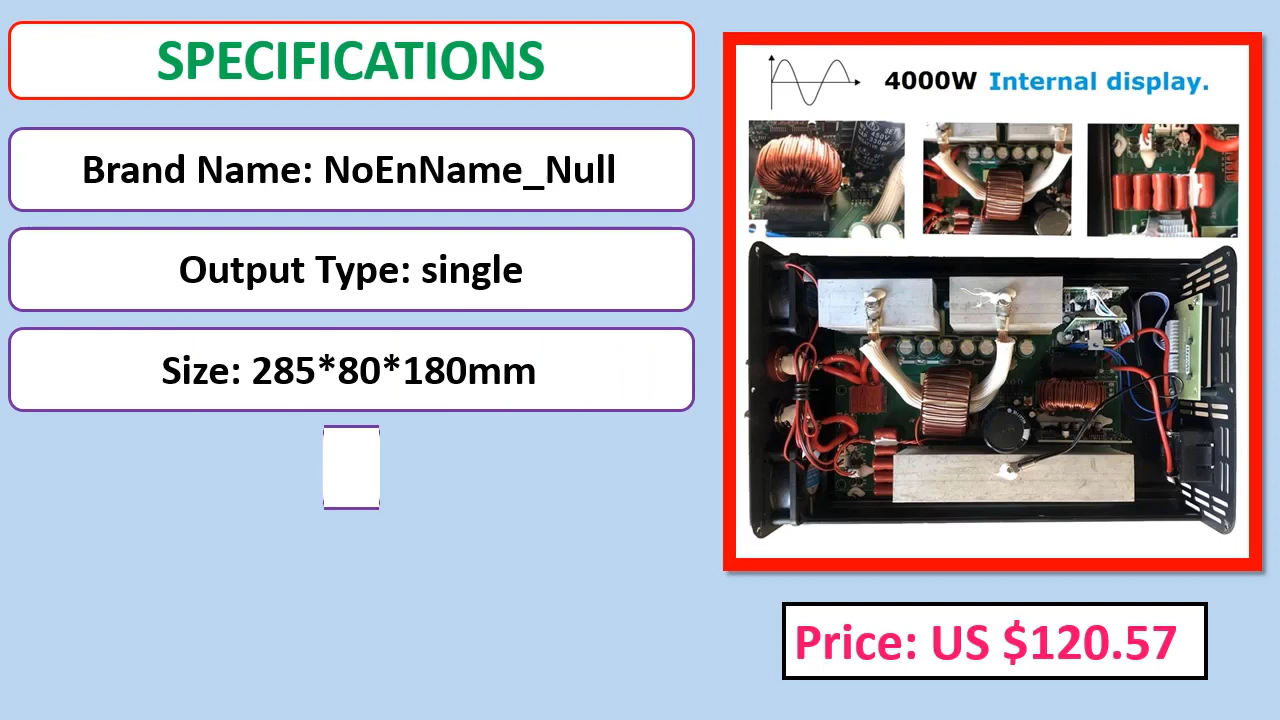 SPECIFICATIONS
Brand Name: NoEnName_Null
Output Type: single
Size: 285*80*180mm
4000W Internal display.
Price: US $120.57